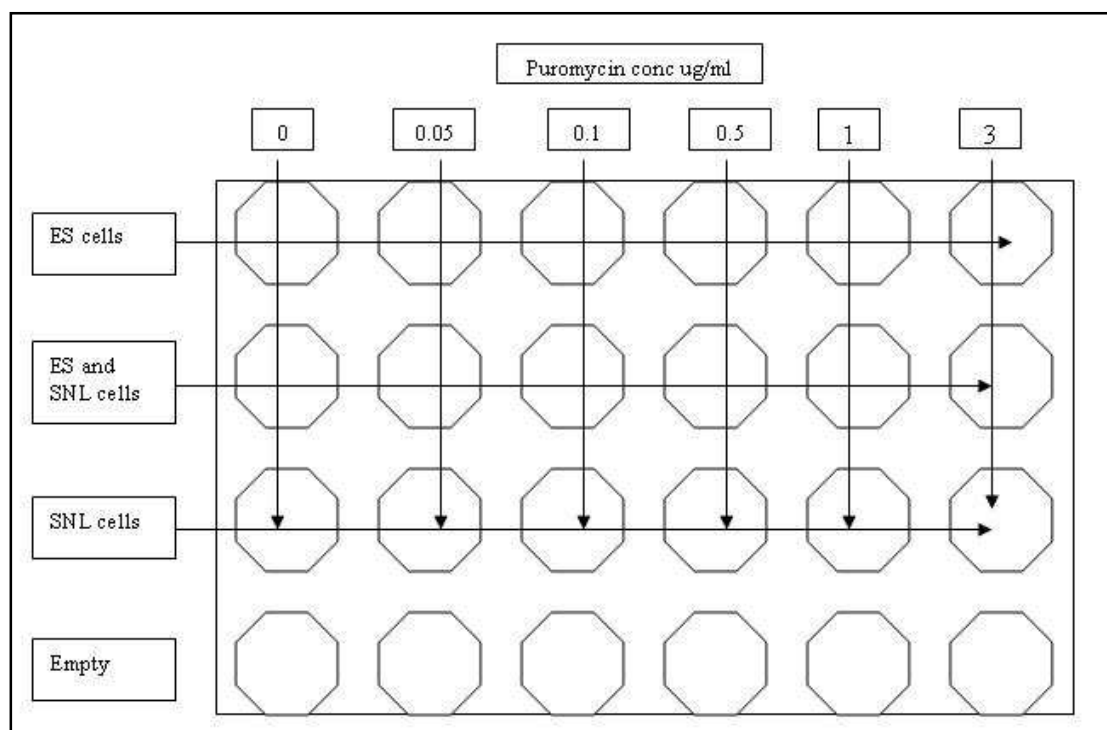 Puromycin conc ug/ml
0
0.05
0.1
0.5
1
3
ES cells
ES and
SNL cells
SNL cells
Empty